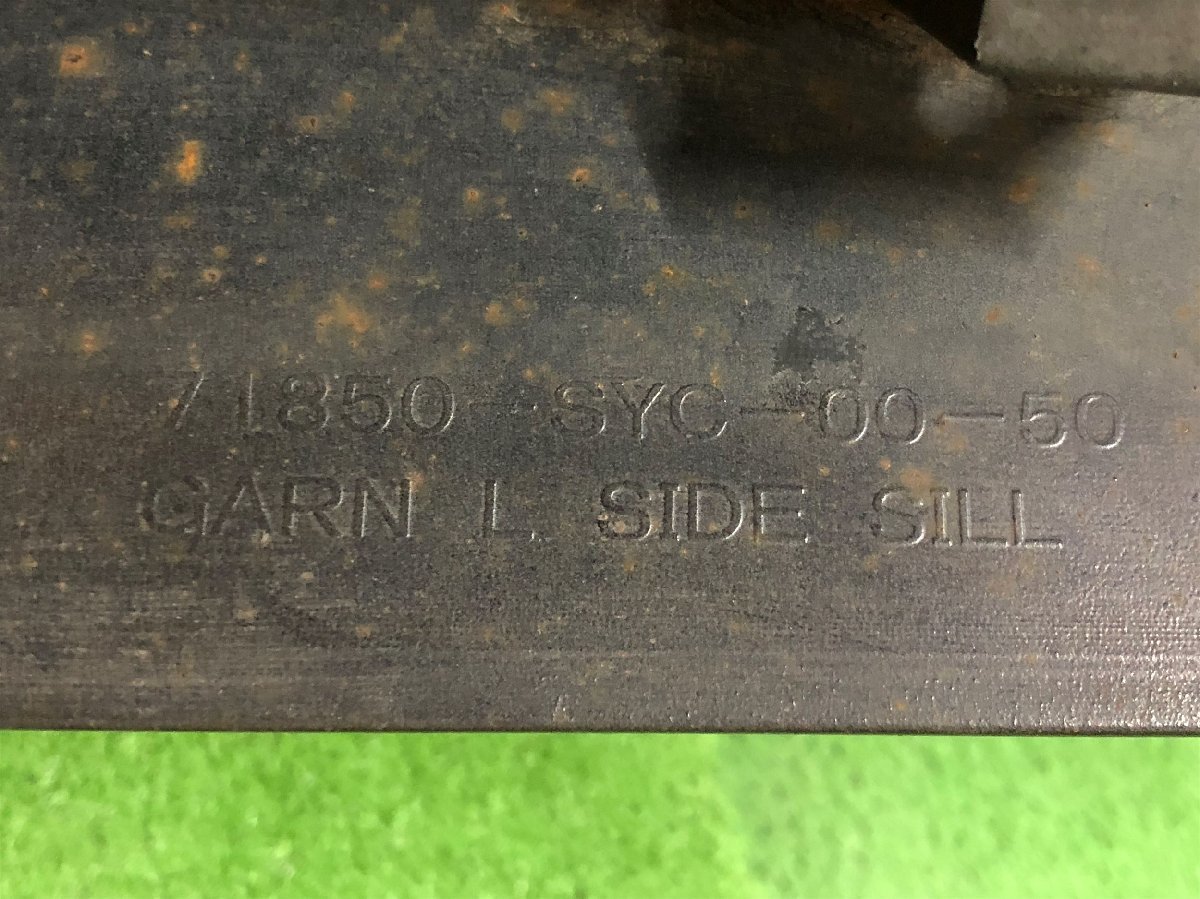 71850-SYC-00-50
GARN L. SIDE SILL